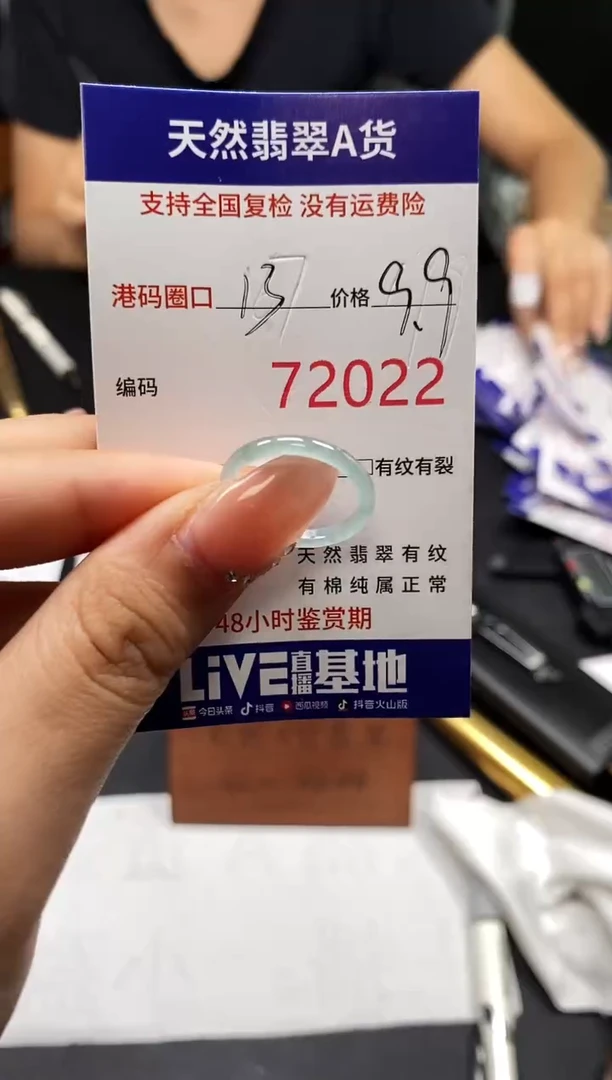 天然翡翠A货
支持全国复检 没有运费险
港码圈口 13 价格 9.9
编码 72022
□有纹有裂
天然翡翠有纹
有棉纯属正常
48小时鉴赏期
LiVE直播基地
头条 今日头条 抖音 西瓜视频 抖音火山版